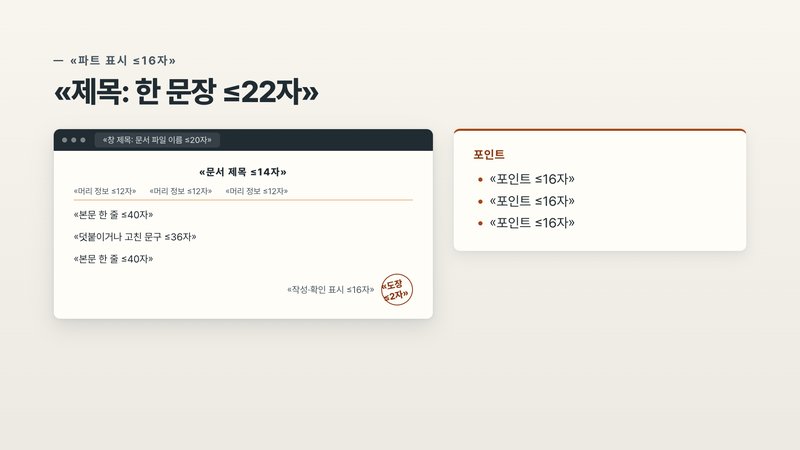 — «파트 표시 ≤16자»
«제목: 한 문장 ≤22자»
«창 제목: 문서 파일 이름 ≤20자»
«문서 제목 ≤14자»
«머리 정보 ≤12자» «머리 정보 ≤12자» «머리 정보 ≤12자»
«본문 한 줄 ≤40자»
«덧붙이거나 고친 문구 ≤36자»
«본문 한 줄 ≤40자»
«작성·확인 표시 ≤16자»
«도장
≤2자»
포인트
• «포인트 ≤16자»
• «포인트 ≤16자»
• «포인트 ≤16자»